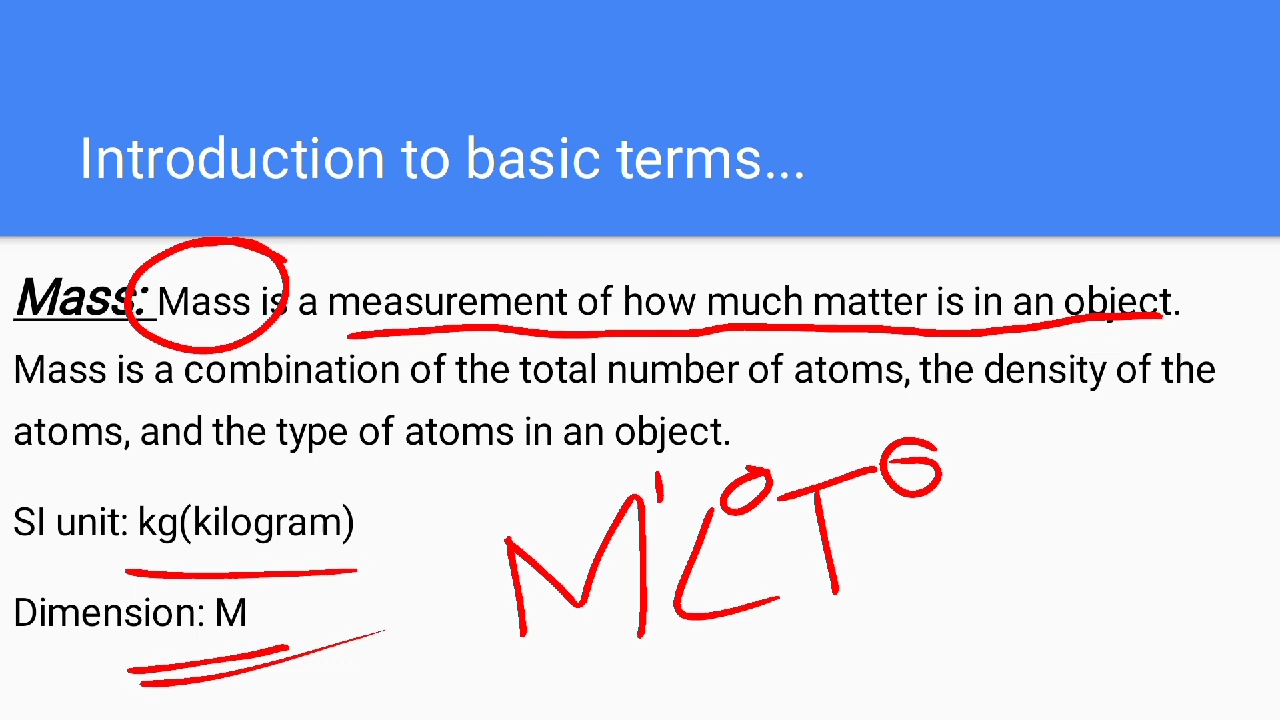 Introduction to basic terms...
Mass: Mass is a measurement of how much matter is in an object.
Mass is a combination of the total number of atoms, the density of the
atoms, and the type of atoms in an object.
SI unit: kg(kilogram)
Dimension: M
M¹L⁰T⁰